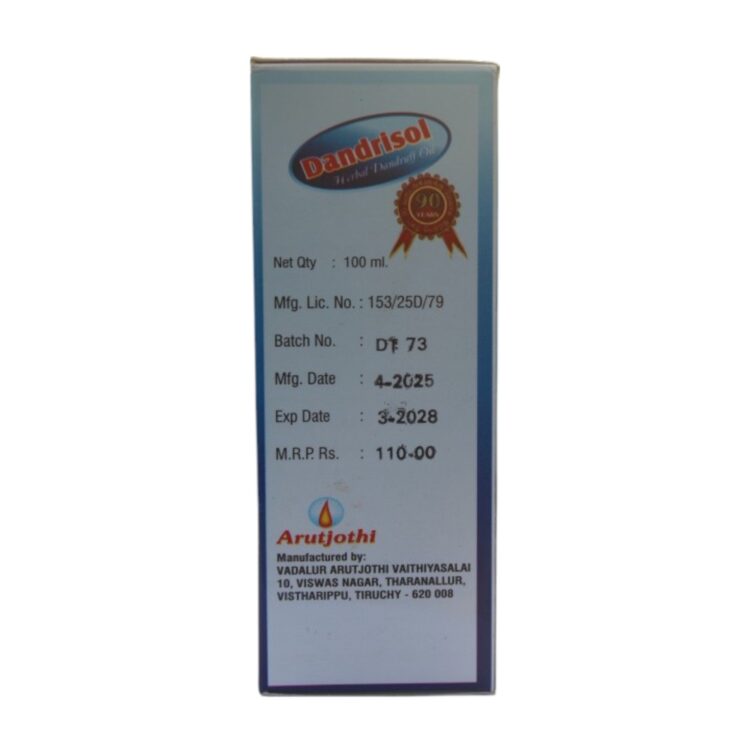 Dandrisol
Herbal Dandruff Oil
90
YEARS
Net Qty : 100 ml.
Mfg. Lic. No. : 153/25D/79
Batch No. : DT 73
Mfg. Date : 4-2025
Exp Date : 3-2028
M.R.P. Rs. : 110-00
Arutjothi
Manufactured by:
VADALUR ARUTJOTHI VAITHIYASALAI
10, VISWAS NAGAR, THARANALLUR,
VISTHARIPPU, TIRUCHY - 620 008